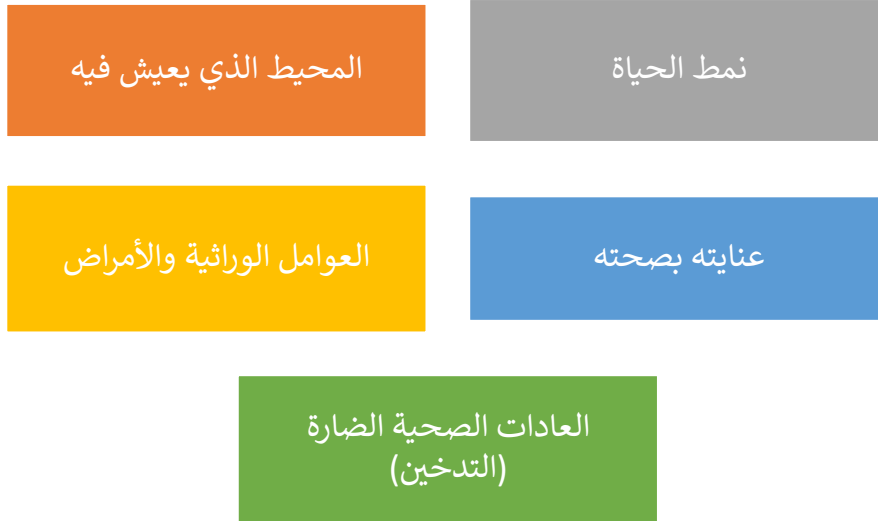 نمط الحياة
المحيط الذي يعيش فيه
عنايته بصحته
العوامل الوراثية والأمراض
العادات الصحية الضارة
(التدخين)